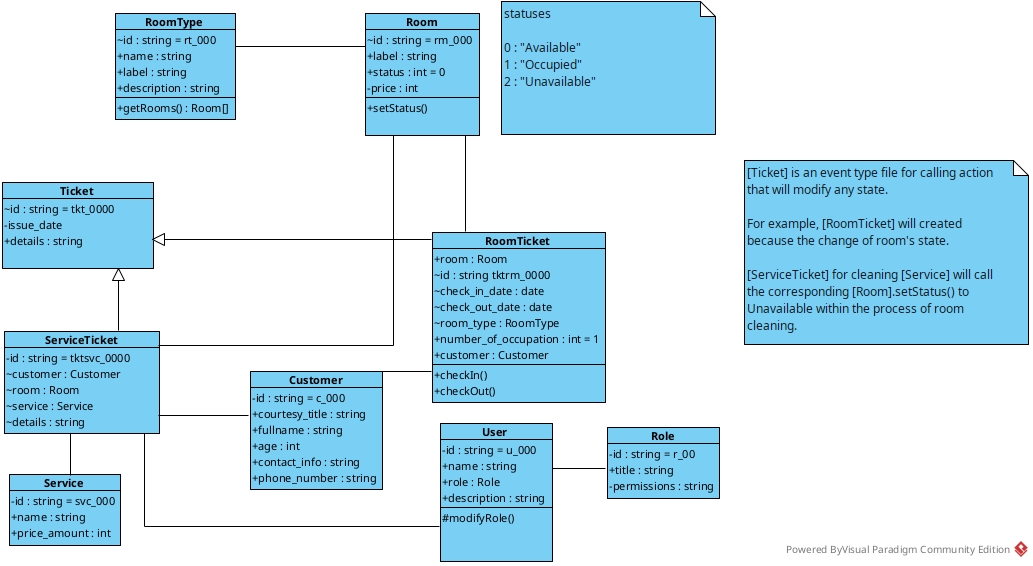 RoomType
~id : string = rt_000
+name : string
+label : string
+description : string
+getRooms() : Room[]
Room
~id : string = rm_000
+label : string
+status : int = 0
-price : int
+setStatus()
statuses
0 : "Available"
1 : "Occupied"
2 : "Unavailable"
[Ticket] is an event type file for calling action
that will modify any state.
For example, [RoomTicket] will created
because the change of room's state.
[ServiceTicket] for cleaning [Service] will call
the corresponding [Room].setStatus() to
Unavailable within the process of room
cleaning.
Ticket
~id : string = tkt_0000
-issue_date
+details : string
RoomTicket
+room : Room
~id : string tktrm_0000
~check_in_date : date
~check_out_date : date
~room_type : RoomType
+number_of_occupation : int = 1
+customer : Customer
+checkIn()
+checkOut()
ServiceTicket
-id : string = tktsvc_0000
~customer : Customer
~room : Room
~service : Service
~details : string
Customer
-id : string = c_000
+courtesy_title : string
+fullname : string
+age : int
+contact_info : string
+phone_number : string
User
-id : string = u_000
+name : string
+role : Role
+description : string
#modifyRole()
Role
-id : string = r_00
+title : string
-permissions : string
Service
-id : string = svc_000
+name : string
+price_amount : int
Powered ByVisual Paradigm Community Edition